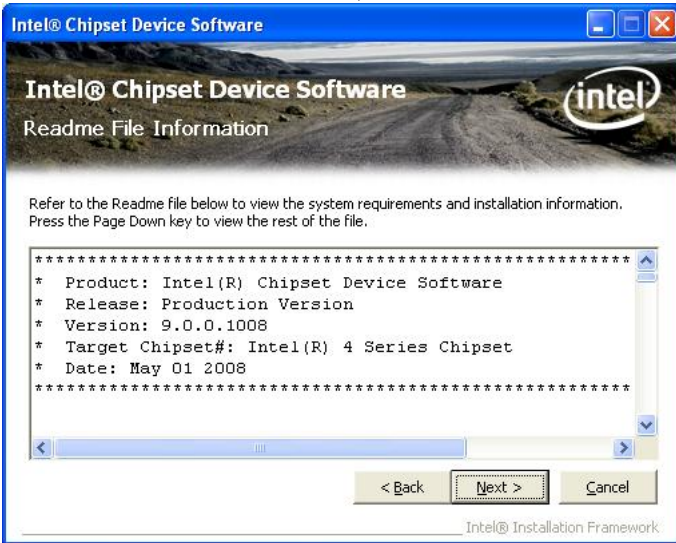 Intel® Chipset Device Software
Intel® Chipset Device Software
intel
Readme File Information
Refer to the Readme file below to view the system requirements and installation information.
Press the Page Down key to view the rest of the file.
*********************************************************
*  Product: Intel(R) Chipset Device Software
*  Release: Production Version
*  Version: 9.0.0.1008
*  Target Chipset#: Intel(R) 4 Series Chipset
*  Date: May 01 2008
*********************************************************
< Back Next > Cancel
Intel® Installation Framework